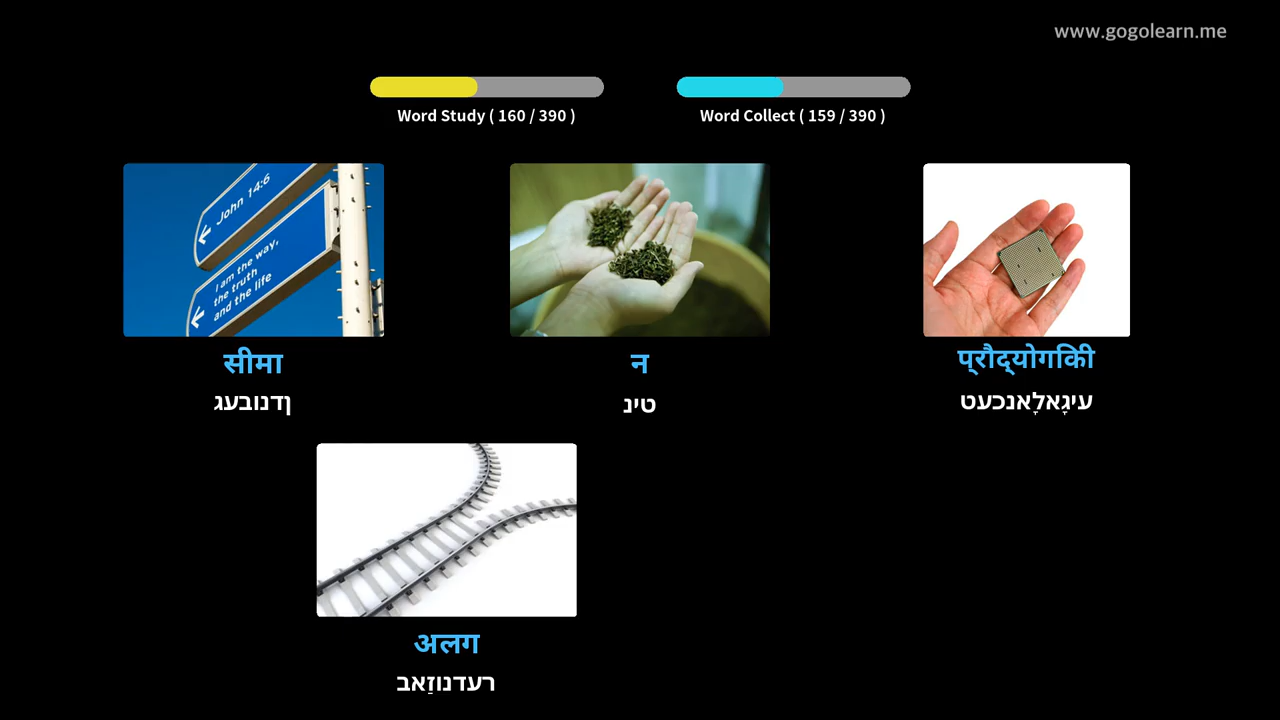 www.gogolearn.me
Word Study ( 160 / 390 )
Word Collect ( 159 / 390 )
John 14:6
I am the way,
the truth
and the life
सीमा
न
प्रौद्योगिकी
ןדנובעג
טינ
עיגָאלָאנכעט
अलग
רעדנוזַאב